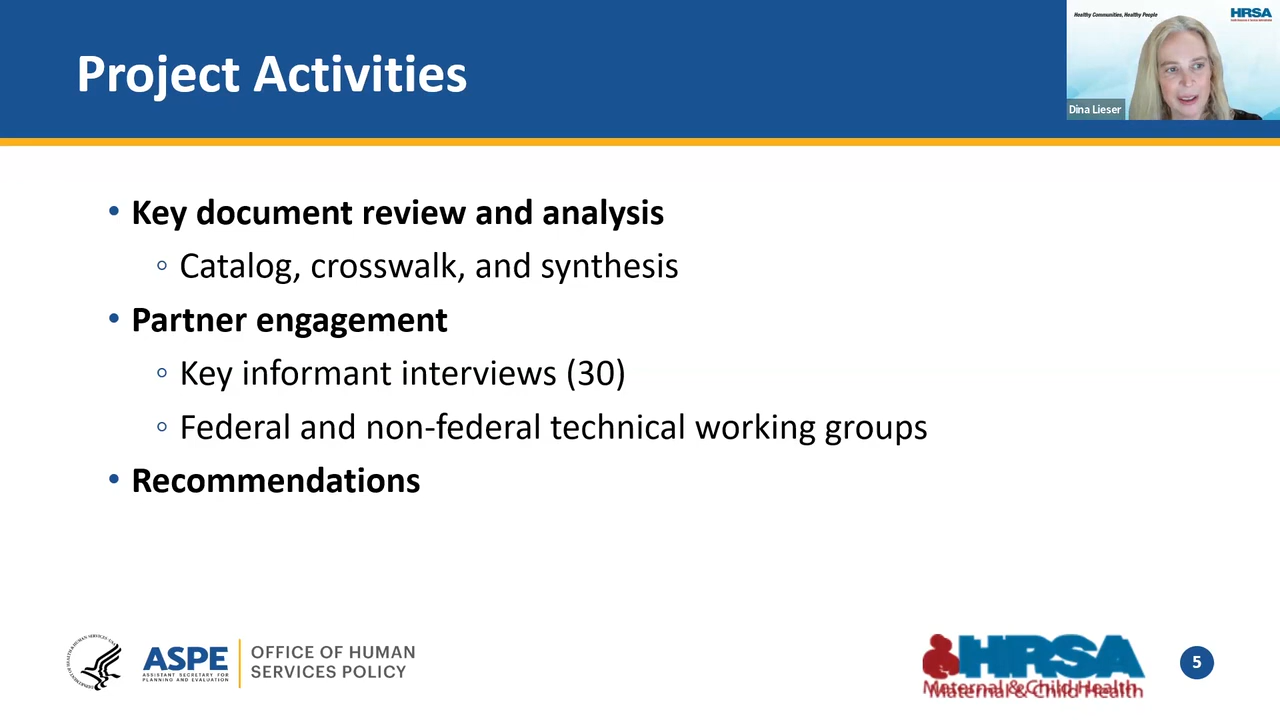 Project Activities
Healthy Communities, Healthy People
HRSA
Dina Lieser
• Key document review and analysis
◦ Catalog, crosswalk, and synthesis
• Partner engagement
◦ Key informant interviews (30)
◦ Federal and non-federal technical working groups
• Recommendations
ASPE
ASSISTANT SECRETARY FOR
PLANNING AND EVALUATION
OFFICE OF HUMAN
SERVICES POLICY
HRSA
Maternal & Child Health
5